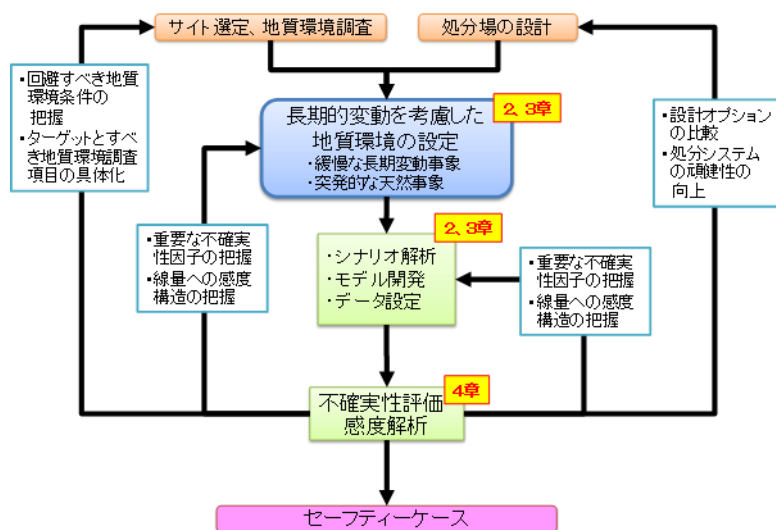 サイト選定、地質環境調査
処分場の設計
・回避すべき地質
環境条件の
把握
・ターゲットとす
べき地質環境調査
項目の具体化
2、3章
長期的変動を考慮した
地質環境の設定
・緩慢な長期変動事象
・突発的な天然事象
・設計オプション
の比較
・処分システム
の頑健性の
向上
・重要な不確実
性因子の把握
・線量への感度
構造の把握
2、3章
・シナリオ解析
・モデル開発
・データ設定
・重要な不確実
性因子の把握
・線量への感度
構造の把握
4章
不確実性評価
感度解析
セーフティーケース